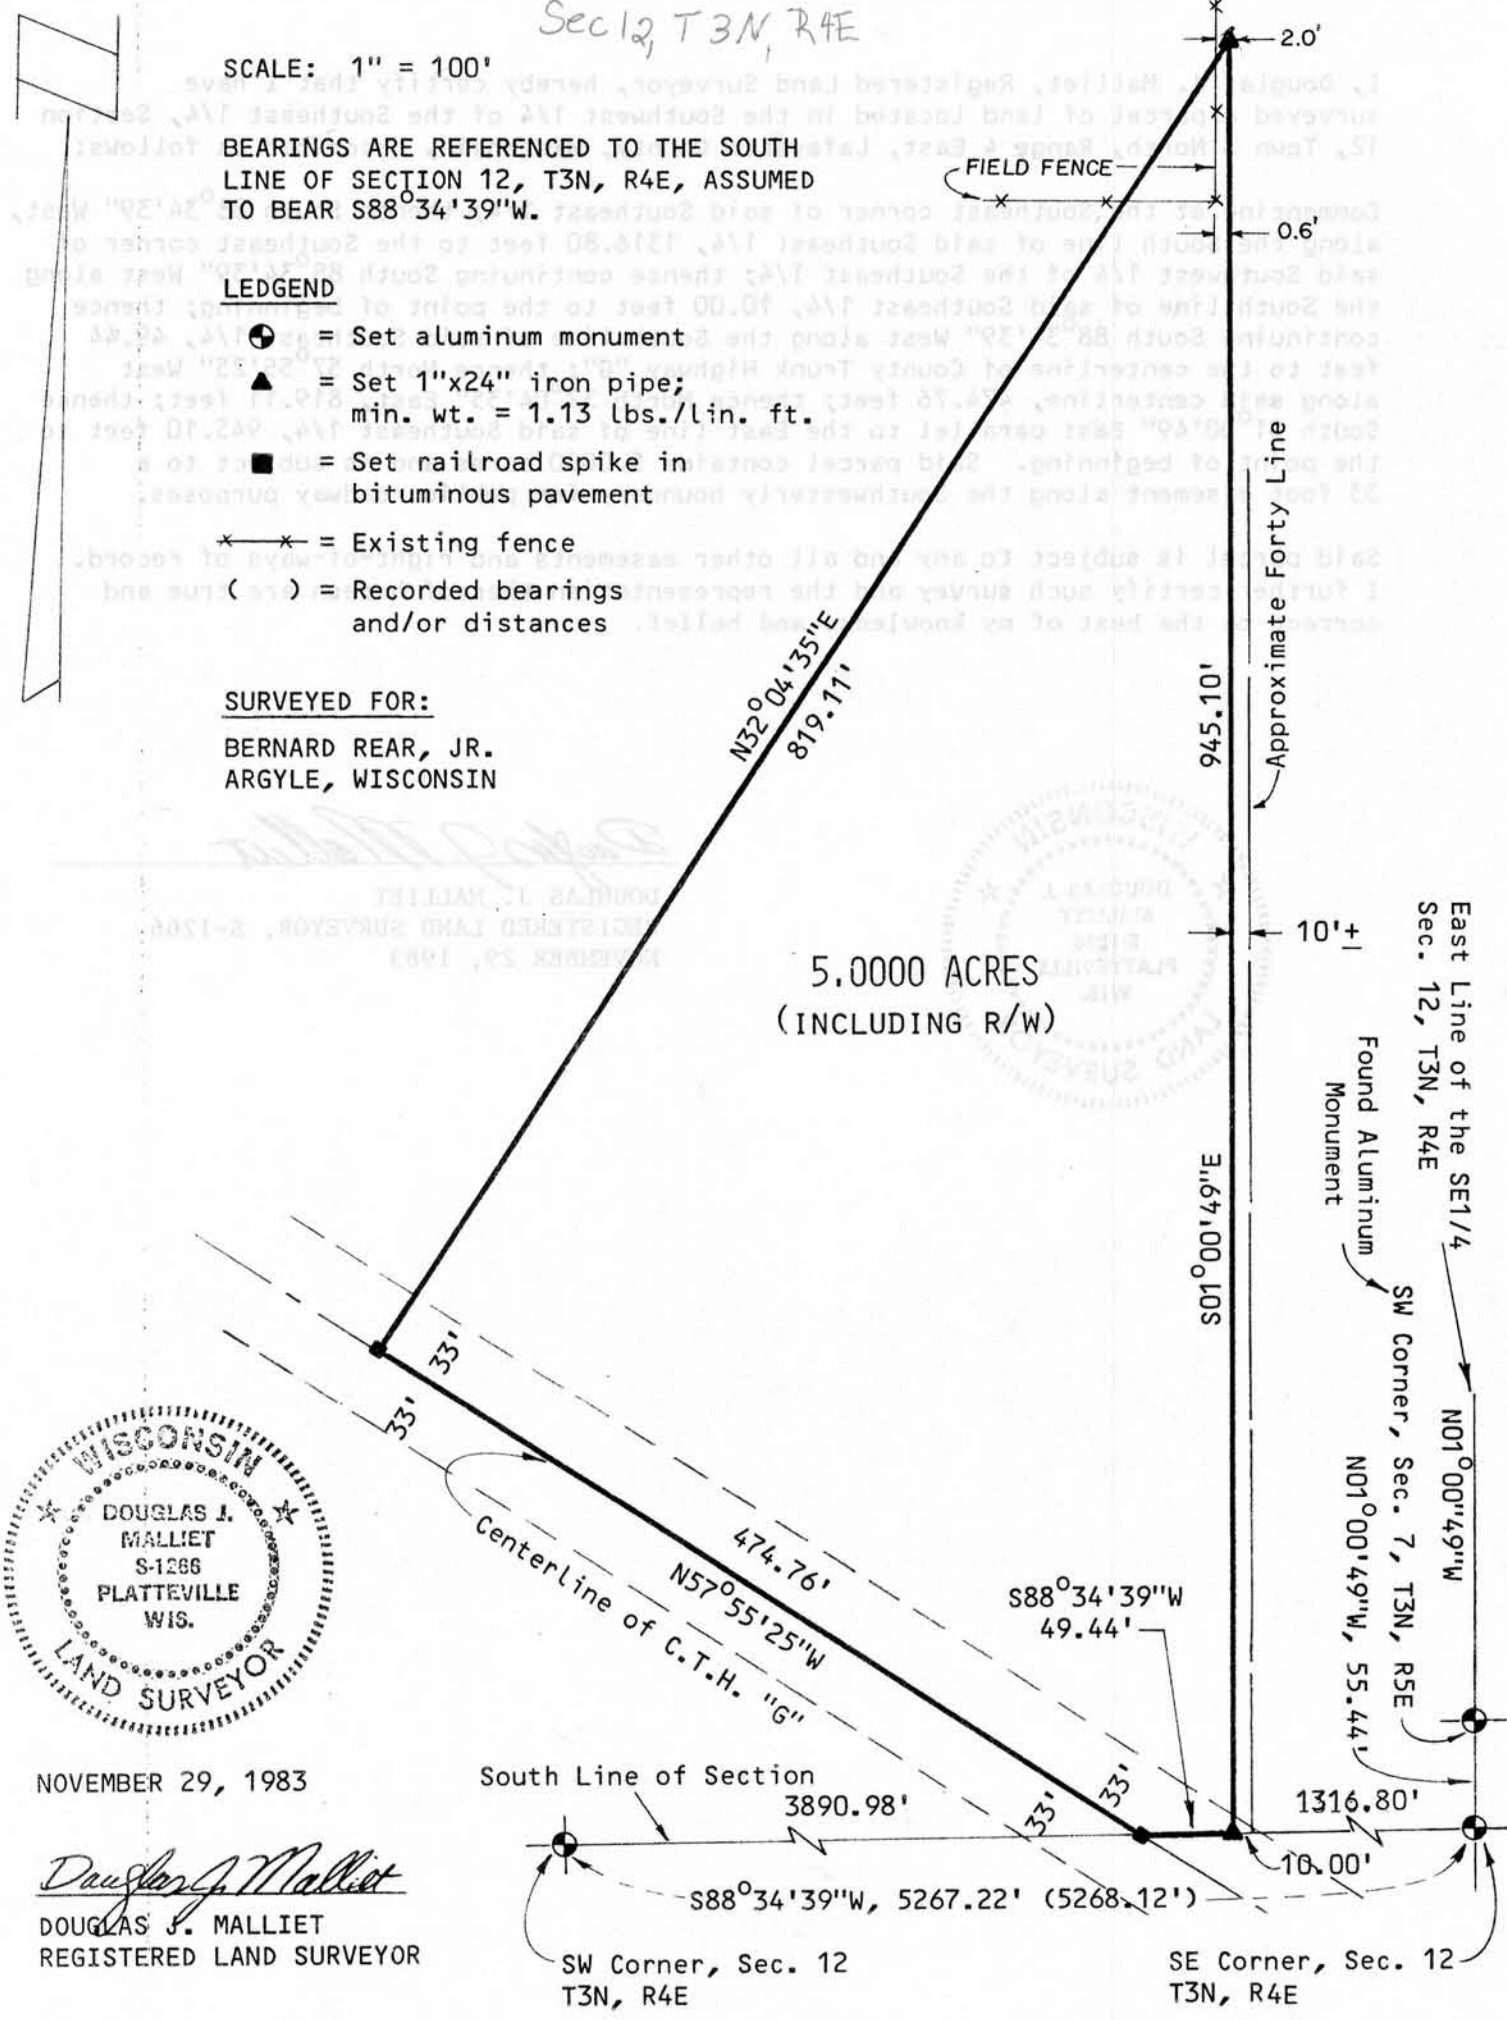 Sec 12, T3N, R4E
SCALE: 1" = 100'
BEARINGS ARE REFERENCED TO THE SOUTH
LINE OF SECTION 12, T3N, R4E, ASSUMED
TO BEAR S88°34'39"W.
LEDGEND
= Set aluminum monument
= Set 1"x24" iron pipe;
min. wt. = 1.13 lbs./lin. ft.
= Set railroad spike in
bituminous pavement
x—x = Existing fence
( ) = Recorded bearings
and/or distances
SURVEYED FOR:
BERNARD REAR, JR.
ARGYLE, WISCONSIN
2.0'
FIELD FENCE
0.6'
N32°04'35"E
819.11'
945.10'
Approximate Forty Line
10'±
5.0000 ACRES
(INCLUDING R/W)
S01°00'49"E
East Line of the SE1/4
Sec. 12, T3N, R4E
Found Aluminum
Monument
SW Corner, Sec. 7, T3N, R5E
N01°00"49"W
N01°00'49"W, 55.44'
33'
33'
474.76'
N57°55'25"W
Centerline of C.T.H. "G"
S88°34'39"W
49.44'
33'
33'
South Line of Section
3890.98'
1316.80'
10.00'
S88°34'39"W, 5267.22' (5268.12')
SW Corner, Sec. 12
T3N, R4E
SE Corner, Sec. 12
T3N, R4E
WISCONSIN
DOUGLAS J.
MALLIET
S-1266
PLATTEVILLE
WIS.
LAND SURVEYOR
NOVEMBER 29, 1983
Douglas J. Malliet
DOUGLAS J. MALLIET
REGISTERED LAND SURVEYOR